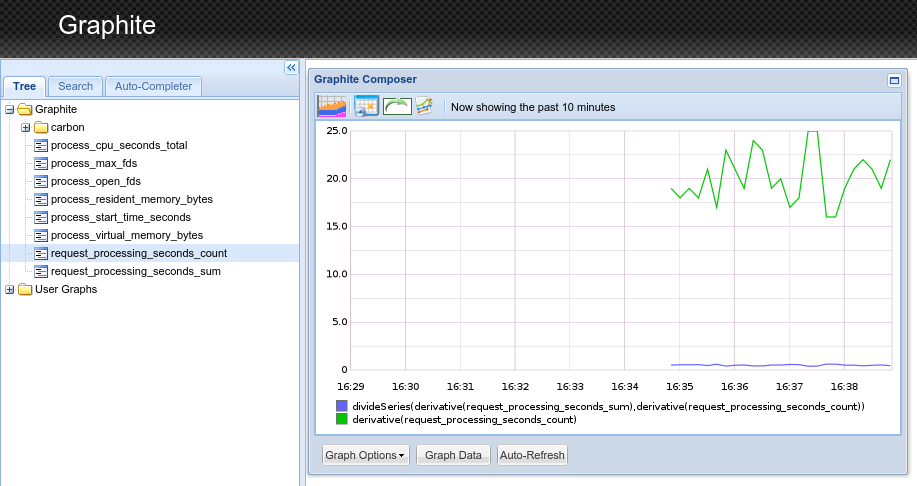 Graphite
Tree Search Auto-Completer
Graphite
carbon
process_cpu_seconds_total
process_max_fds
process_open_fds
process_resident_memory_bytes
process_start_time_seconds
process_virtual_memory_bytes
request_processing_seconds_count
request_processing_seconds_sum
User Graphs
Graphite Composer
Now showing the past 10 minutes
25.0
20.0
15.0
10.0
5.0
0
16:29 16:30 16:31 16:32 16:33 16:34 16:35 16:36 16:37 16:38
divideSeries(derivative(request_processing_seconds_sum),derivative(request_processing_seconds_count))
derivative(request_processing_seconds_count)
Graph Options Graph Data Auto-Refresh